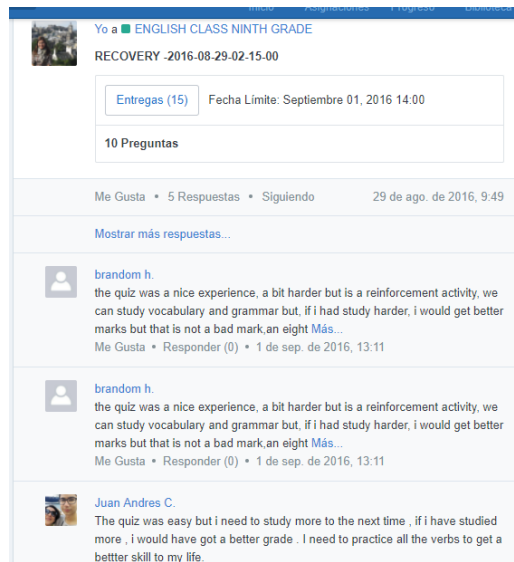 Inicio Asignaciones Progreso Biblioteca
Yo a ENGLISH CLASS NINTH GRADE
RECOVERY -2016-08-29-02-15-00
Entregas (15) Fecha Límite: Septiembre 01, 2016 14:00
10 Preguntas
Me Gusta • 5 Respuestas • Siguiendo 29 de ago. de 2016, 9:49
Mostrar más respuestas...
brandom h.
the quiz was a nice experience, a bit harder but is a reinforcement activity, we
can study vocabulary and grammar but, if i had study harder, i would get better
marks but that is not a bad mark,an eight Más...
Me Gusta • Responder (0) • 1 de sep. de 2016, 13:11
brandom h.
the quiz was a nice experience, a bit harder but is a reinforcement activity, we
can study vocabulary and grammar but, if i had study harder, i would get better
marks but that is not a bad mark,an eight Más...
Me Gusta • Responder (0) • 1 de sep. de 2016, 13:11
Juan Andres C.
The quiz was easy but i need to study more to the next time , if i have studied
more , i would have got a better grade . I need to practice all the verbs to get a
bettter skill to my life.